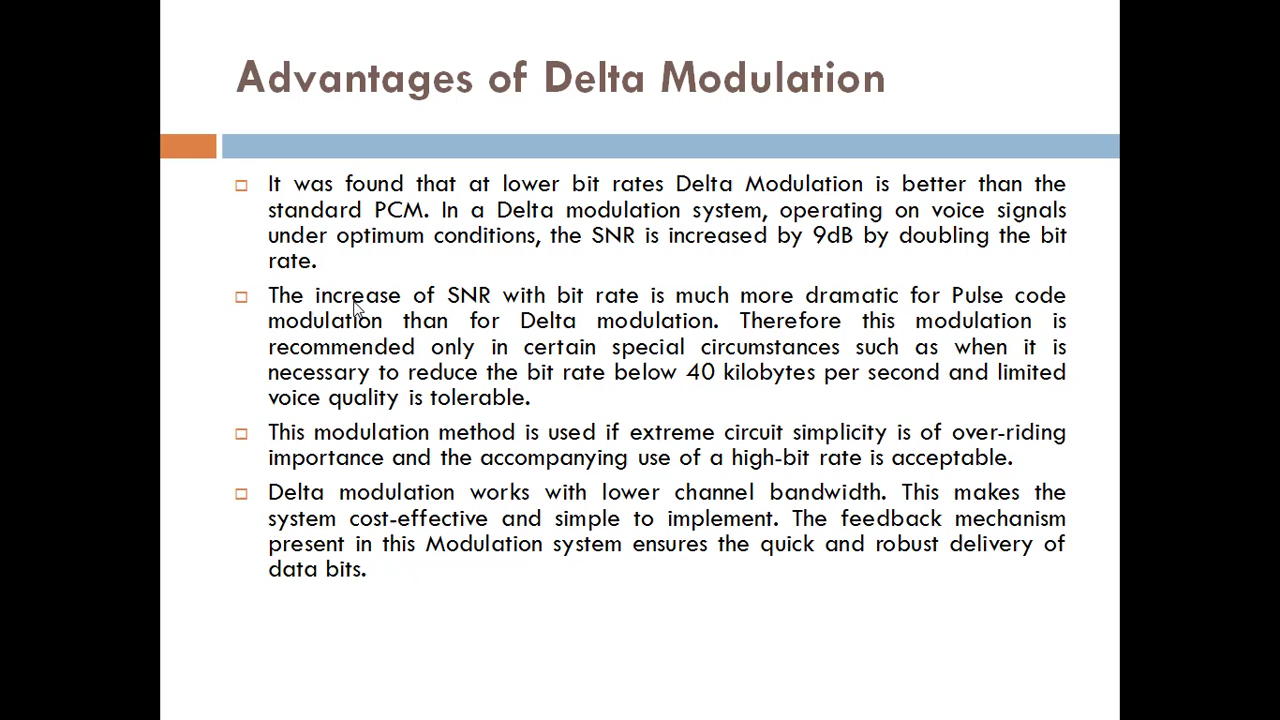 Advantages of Delta Modulation
It was found that at lower bit rates Delta Modulation is better than the
standard PCM. In a Delta modulation system, operating on voice signals
under optimum conditions, the SNR is increased by 9dB by doubling the bit
rate.
The increase of SNR with bit rate is much more dramatic for Pulse code
modulation than for Delta modulation. Therefore this modulation is
recommended only in certain special circumstances such as when it is
necessary to reduce the bit rate below 40 kilobytes per second and limited
voice quality is tolerable.
This modulation method is used if extreme circuit simplicity is of over-riding
importance and the accompanying use of a high-bit rate is acceptable.
Delta modulation works with lower channel bandwidth. This makes the
system cost-effective and simple to implement. The feedback mechanism
present in this Modulation system ensures the quick and robust delivery of
data bits.